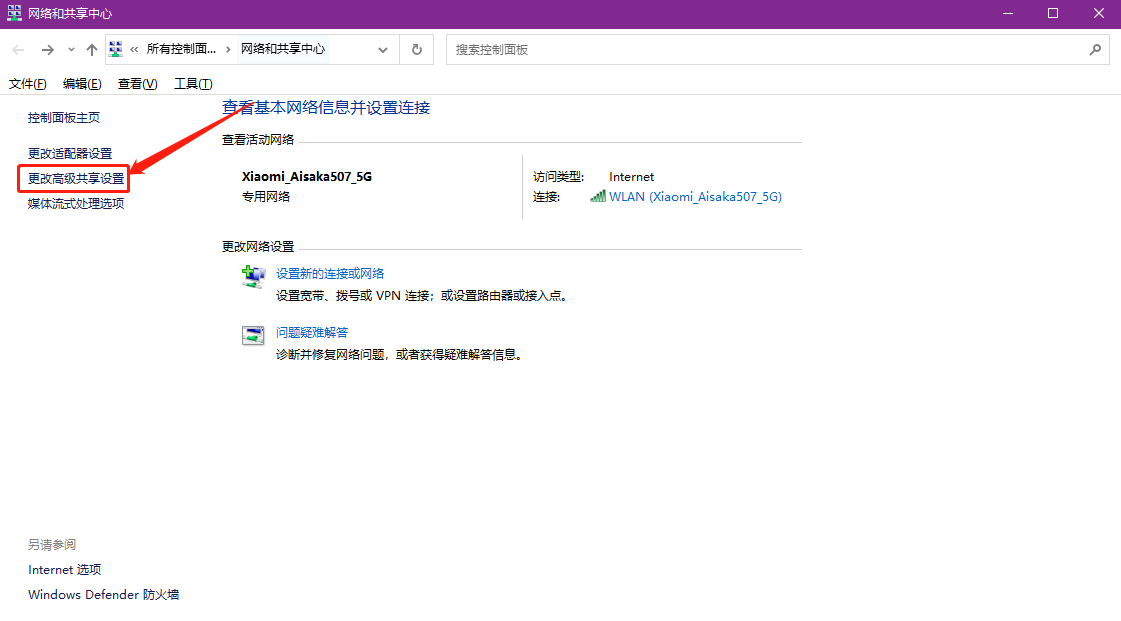 网络和共享中心
« 所有控制面... › 网络和共享中心
搜索控制面板
文件(F) 编辑(E) 查看(V) 工具(T)
控制面板主页
更改适配器设置
更改高级共享设置
媒体流式处理选项
查看基本网络信息并设置连接
查看活动网络
Xiaomi_Aisaka507_5G
专用网络
访问类型: Internet
连接: WLAN (Xiaomi_Aisaka507_5G)
更改网络设置
设置新的连接或网络
设置宽带、拨号或 VPN 连接；或设置路由器或接入点。
问题疑难解答
诊断并修复网络问题，或者获得疑难解答信息。
另请参阅
Internet 选项
Windows Defender 防火墙